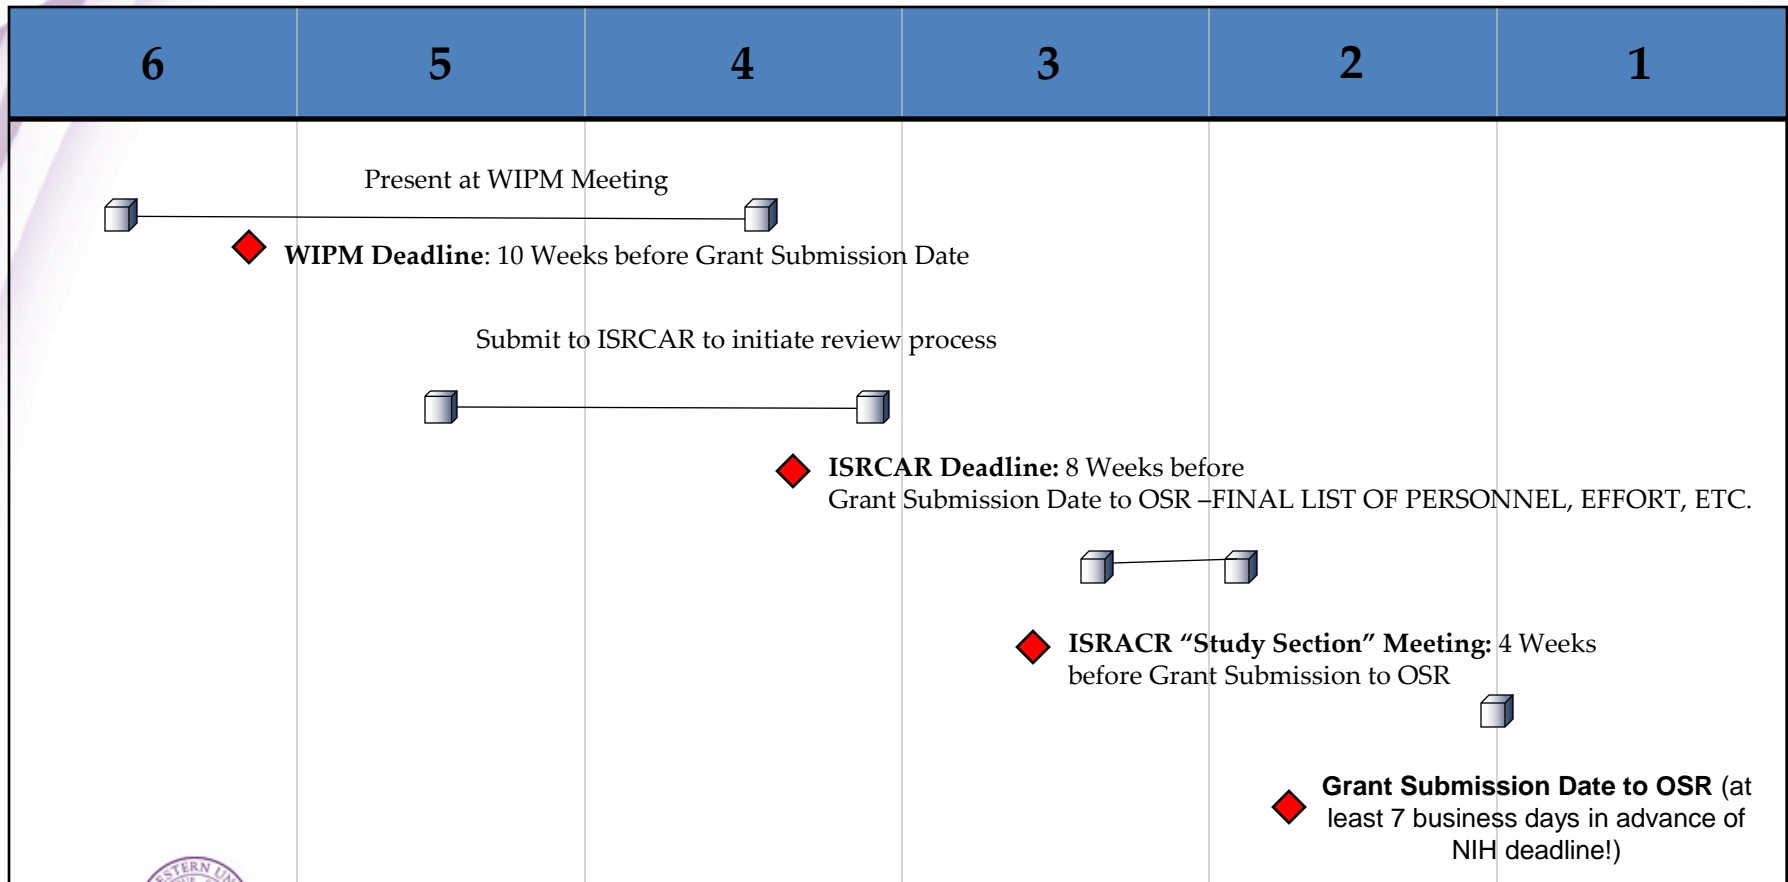 6 5 4 3 2 1
Present at WIPM Meeting
WIPM Deadline: 10 Weeks before Grant Submission Date
Submit to ISRCAR to initiate review process
ISRCAR Deadline: 8 Weeks before
Grant Submission Date to OSR –FINAL LIST OF PERSONNEL, EFFORT, ETC.
ISRACR “Study Section” Meeting: 4 Weeks
before Grant Submission to OSR
Grant Submission Date to OSR (at
least 7 business days in advance of
NIH deadline!)